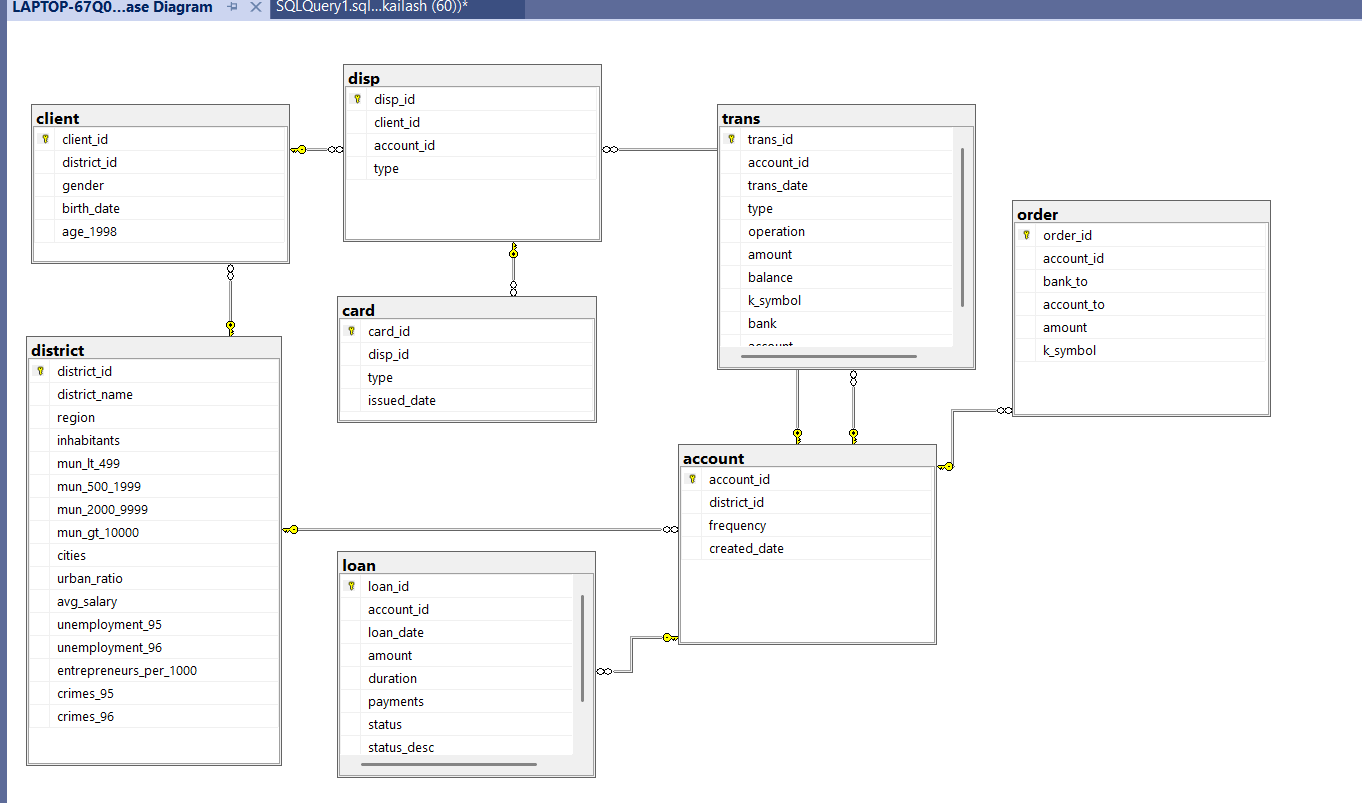 LAPTOP-67Q0...ase Diagram
SQLQuery1.sql...kailash (60))*
client
client_id
district_id
gender
birth_date
age_1998
disp
disp_id
client_id
account_id
type
trans
trans_id
account_id
trans_date
type
operation
amount
balance
k_symbol
bank
account
order
order_id
account_id
bank_to
account_to
amount
k_symbol
card
card_id
disp_id
type
issued_date
district
district_id
district_name
region
inhabitants
mun_lt_499
mun_500_1999
mun_2000_9999
mun_gt_10000
cities
urban_ratio
avg_salary
unemployment_95
unemployment_96
entrepreneurs_per_1000
crimes_95
crimes_96
account
account_id
district_id
frequency
created_date
loan
loan_id
account_id
loan_date
amount
duration
payments
status
status_desc